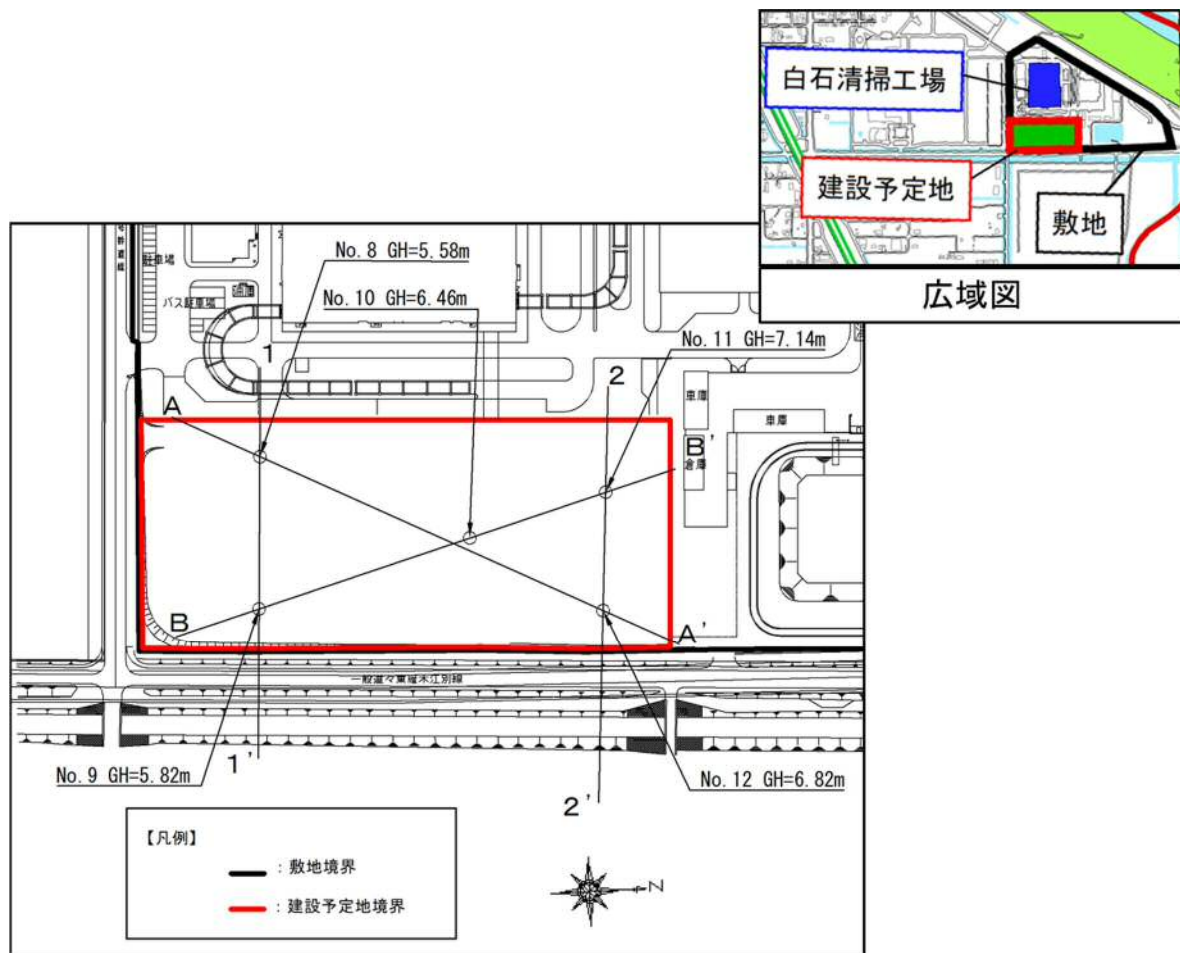 白石清掃工場
建設予定地
敷地
広域図
駐車場
バス駐車場
No.8 GH=5.58m
No.10 GH=6.46m
No.11 GH=7.14m
1
2
車庫
車庫
A
B'
倉庫
B
A'
一般道々東雁来江別線
No.9 GH=5.82m
1'
No.12 GH=6.82m
2'
【凡例】
：敷地境界
：建設予定地境界
N